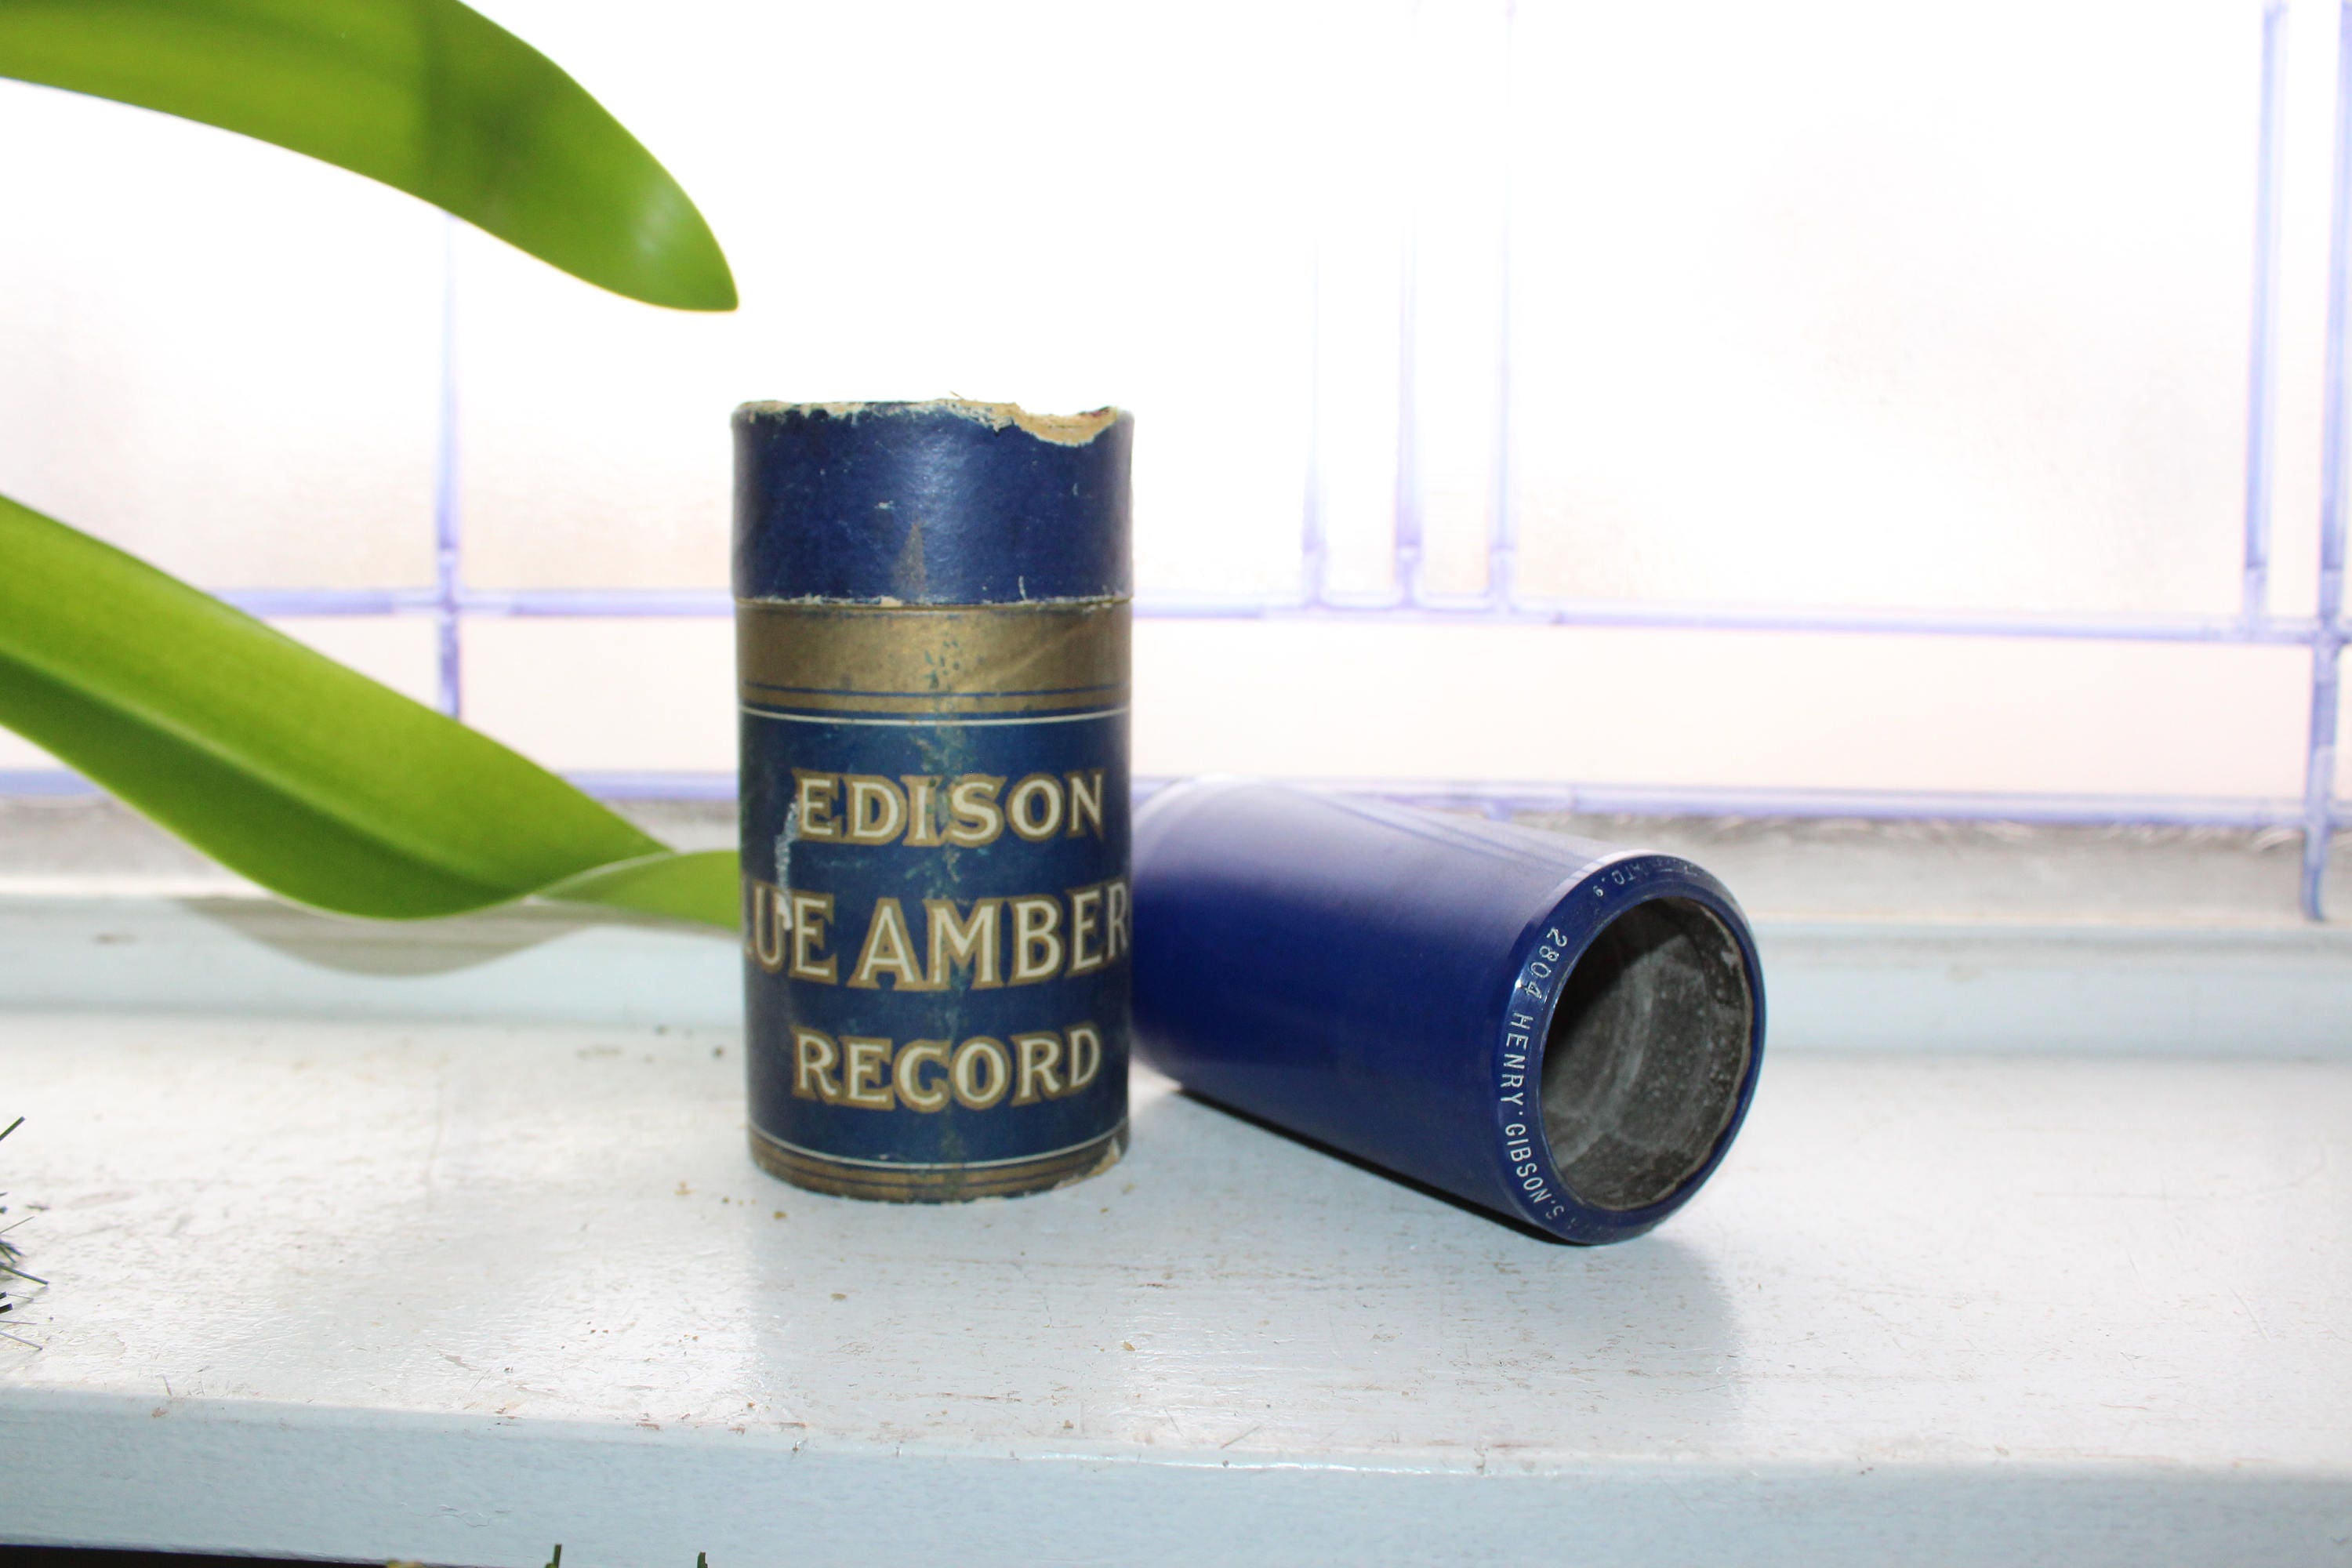 EDISON
UE AMBER
RECORD
2804 HENRY·GIBSON.